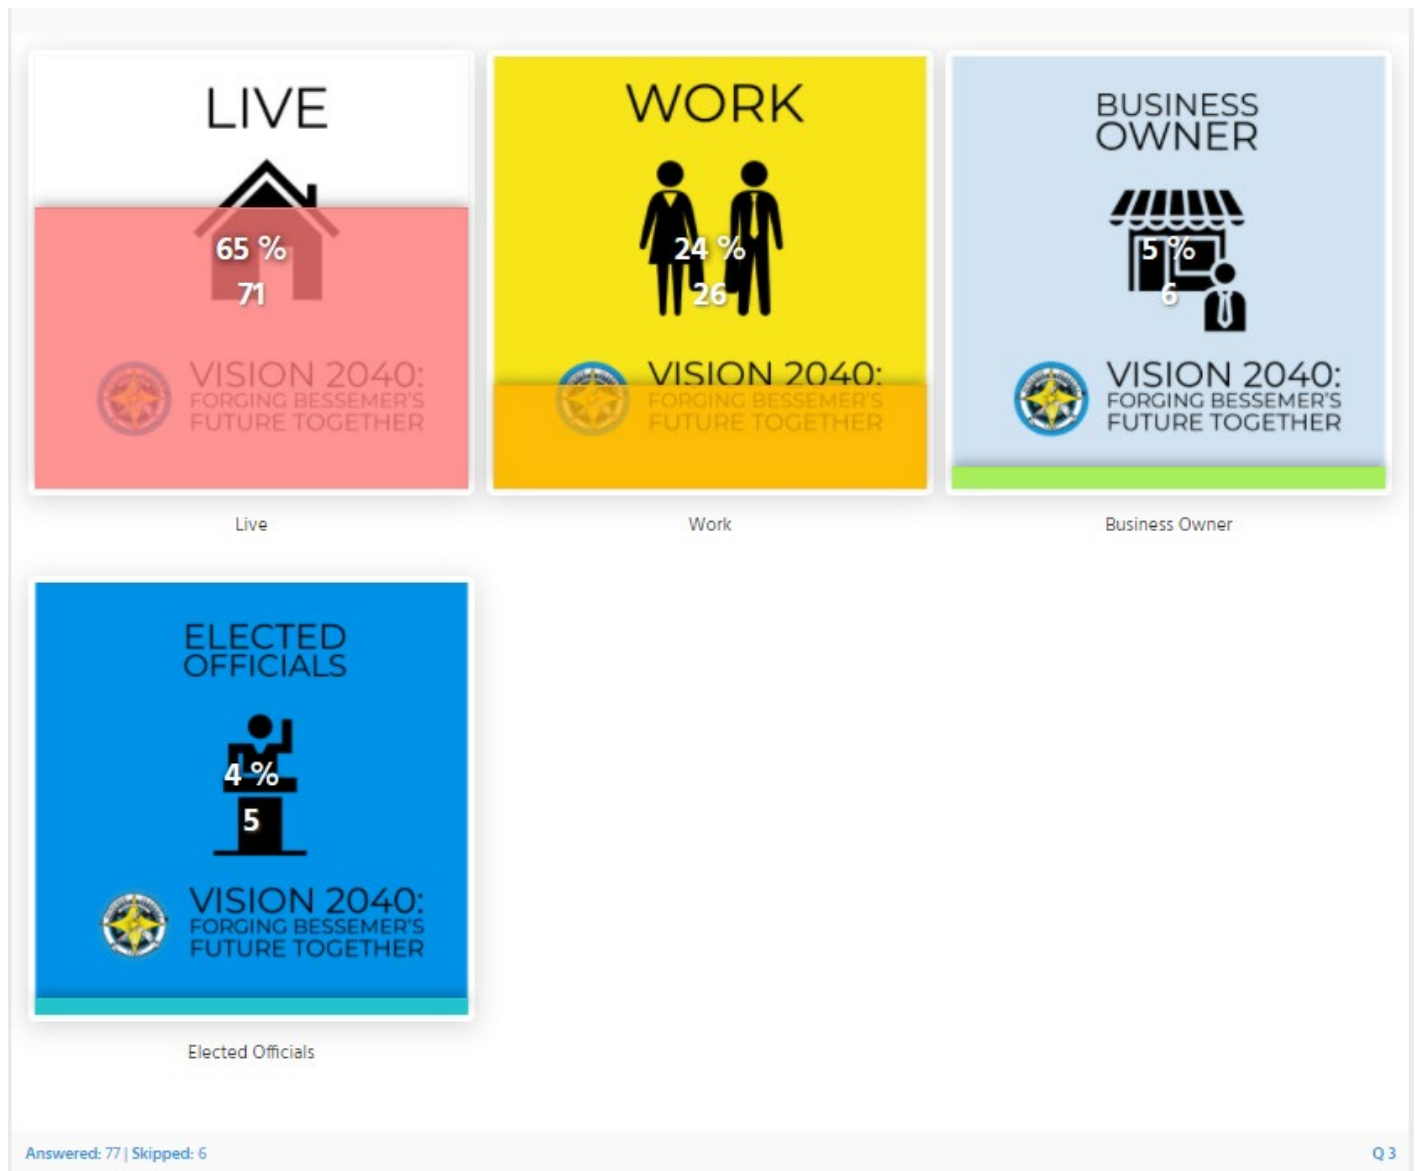 LIVE
65 %
71
VISION 2040:
FORGING BESSEMER'S
FUTURE TOGETHER
Live
WORK
24 %
26
VISION 2040:
FORGING BESSEMER'S
FUTURE TOGETHER
Work
BUSINESS
OWNER
5 %
6
VISION 2040:
FORGING BESSEMER'S
FUTURE TOGETHER
Business Owner
ELECTED
OFFICIALS
4 %
5
VISION 2040:
FORGING BESSEMER'S
FUTURE TOGETHER
Elected Officials
Answered: 77 | Skipped: 6
Q 3